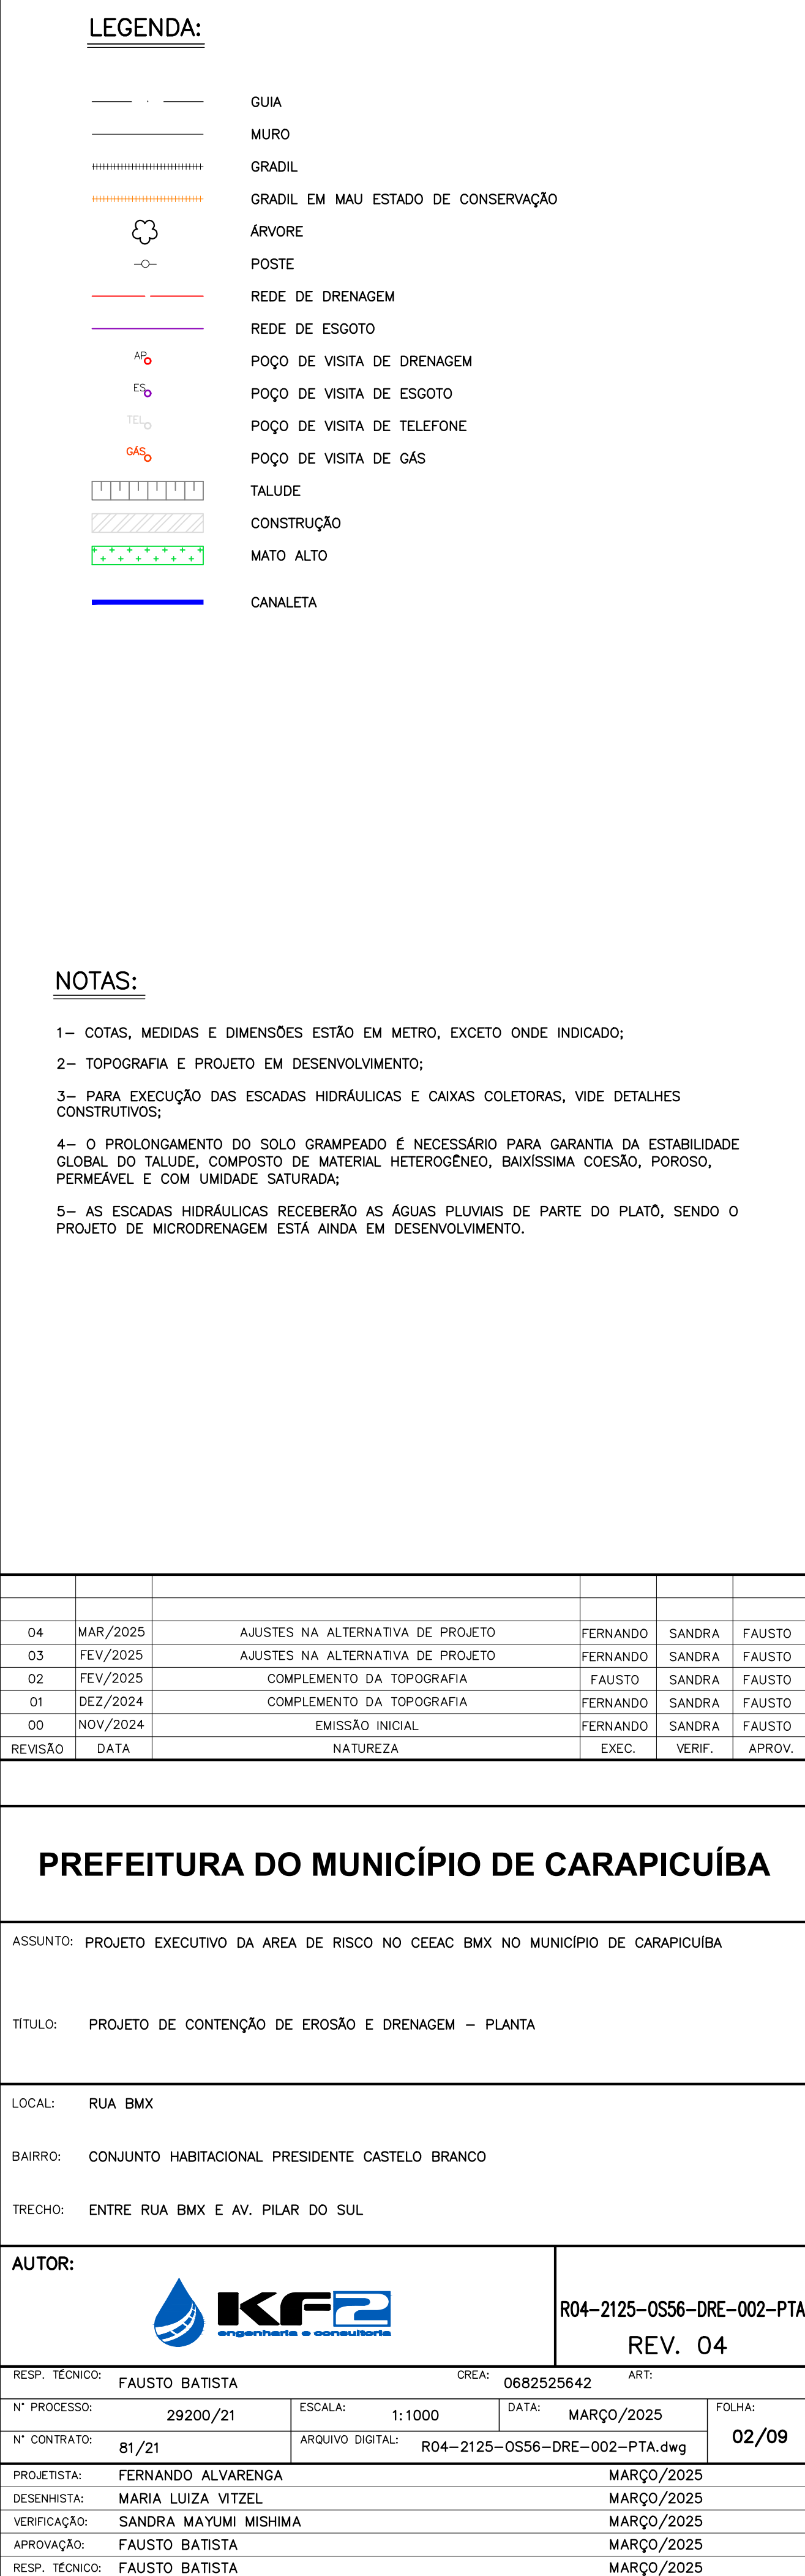 LEGENDA:
GUIA
MURO
GRADIL
GRADIL EM MAU ESTADO DE CONSERVAÇÃO
ÁRVORE
POSTE
REDE DE DRENAGEM
REDE DE ESGOTO
AP POÇO DE VISITA DE DRENAGEM
ES POÇO DE VISITA DE ESGOTO
TEL POÇO DE VISITA DE TELEFONE
GÁS POÇO DE VISITA DE GÁS
TALUDE
CONSTRUÇÃO
MATO ALTO
CANALETA
NOTAS:
1- COTAS, MEDIDAS E DIMENSÕES ESTÃO EM METRO, EXCETO ONDE INDICADO;
2- TOPOGRAFIA E PROJETO EM DESENVOLVIMENTO;
3- PARA EXECUÇÃO DAS ESCADAS HIDRÁULICAS E CAIXAS COLETORAS, VIDE DETALHES
CONSTRUTIVOS;
4- O PROLONGAMENTO DO SOLO GRAMPEADO É NECESSÁRIO PARA GARANTIA DA ESTABILIDADE
GLOBAL DO TALUDE, COMPOSTO DE MATERIAL HETEROGÊNEO, BAIXÍSSIMA COESÃO, POROSO,
PERMEÁVEL E COM UMIDADE SATURADA;
5- AS ESCADAS HIDRÁULICAS RECEBERÃO AS ÁGUAS PLUVIAIS DE PARTE DO PLATÔ, SENDO O
PROJETO DE MICRODRENAGEM ESTÁ AINDA EM DESENVOLVIMENTO.
04 MAR/2025 AJUSTES NA ALTERNATIVA DE PROJETO FERNANDO SANDRA FAUSTO
03 FEV/2025 AJUSTES NA ALTERNATIVA DE PROJETO FERNANDO SANDRA FAUSTO
02 FEV/2025 COMPLEMENTO DA TOPOGRAFIA FAUSTO SANDRA FAUSTO
01 DEZ/2024 COMPLEMENTO DA TOPOGRAFIA FERNANDO SANDRA FAUSTO
00 NOV/2024 EMISSÃO INICIAL FERNANDO SANDRA FAUSTO
REVISÃO DATA NATUREZA EXEC. VERIF. APROV.
PREFEITURA DO MUNICÍPIO DE CARAPICUÍBA
ASSUNTO: PROJETO EXECUTIVO DA AREA DE RISCO NO CEEAC BMX NO MUNICÍPIO DE CARAPICUÍBA
TÍTULO: PROJETO DE CONTENÇÃO DE EROSÃO E DRENAGEM - PLANTA
LOCAL: RUA BMX
BAIRRO: CONJUNTO HABITACIONAL PRESIDENTE CASTELO BRANCO
TRECHO: ENTRE RUA BMX E AV. PILAR DO SUL
AUTOR:
KF2
engenharia e consultoria
R04-2125-OS56-DRE-002-PTA
REV. 04
RESP. TÉCNICO: FAUSTO BATISTA CREA: 0682525642 ART:
N° PROCESSO: 29200/21 ESCALA: 1:1000 DATA: MARÇO/2025 FOLHA:
02/09
N° CONTRATO: 81/21 ARQUIVO DIGITAL: R04-2125-OS56-DRE-002-PTA.dwg
PROJETISTA: FERNANDO ALVARENGA MARÇO/2025
DESENHISTA: MARIA LUIZA VITZEL MARÇO/2025
VERIFICAÇÃO: SANDRA MAYUMI MISHIMA MARÇO/2025
APROVAÇÃO: FAUSTO BATISTA MARÇO/2025
RESP. TÉCNICO: FAUSTO BATISTA MARÇO/2025